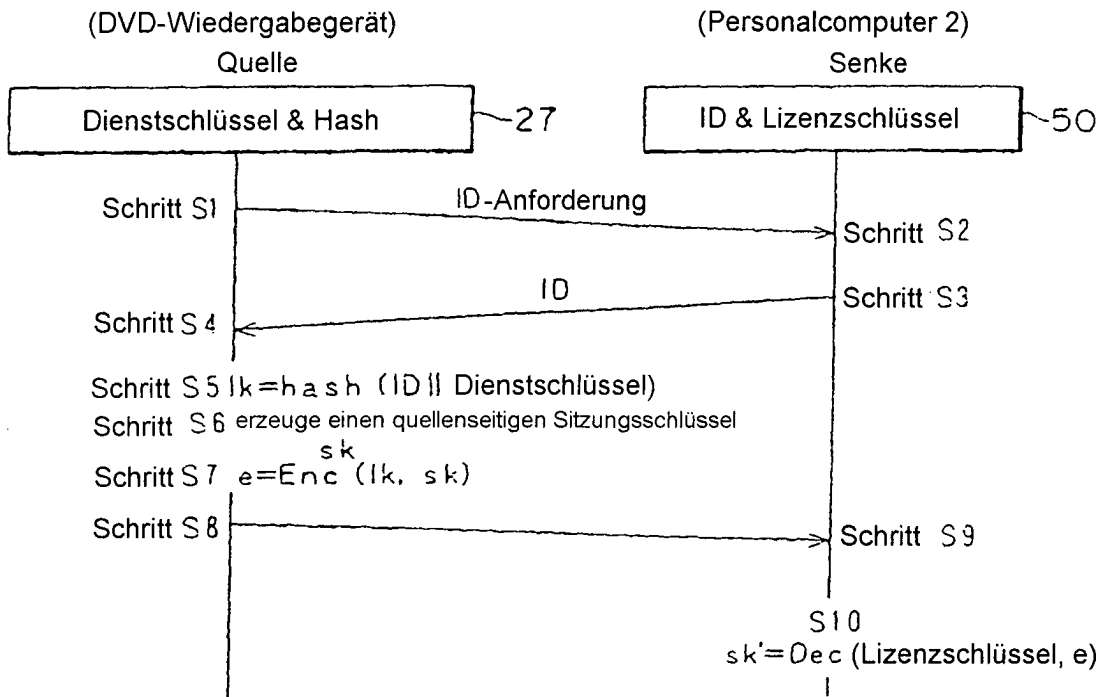 (DVD-Wiedergabegerät)
(Personalcomputer 2)
Quelle
Senke
Dienstschlüssel & Hash
27
ID & Lizenzschlüssel
50
Schritt S1
ID-Anforderung
Schritt S2
ID
Schritt S3
Schritt S4
Schritt S5 lk=hash (ID || Dienstschlüssel)
Schritt S6 erzeuge einen quellenseitigen Sitzungsschlüssel
sk
Schritt S7 e=Enc (lk, sk)
Schritt S8
Schritt S9
S10
sk'=Dec (Lizenzschlüssel, e)